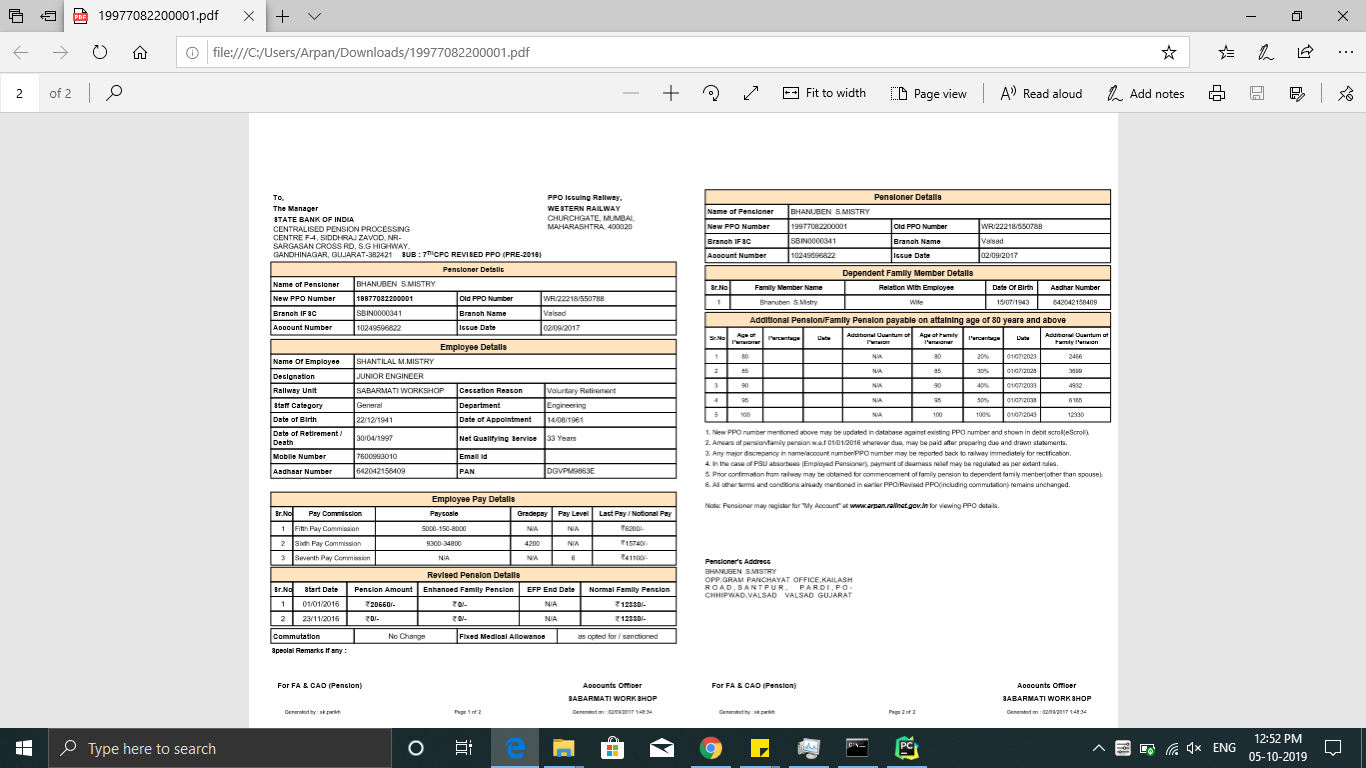 19977082200001.pdf
file:///C:/Users/Arpan/Downloads/19977082200001.pdf
2 of 2 Fit to width Page view Read aloud Add notes
To,
The Manager
STATE BANK OF INDIA
CENTRALISED PENSION PROCESSING
CENTRE F-4, SIDDHRAJ ZAVOD, NR-
SARGASAN CROSS RD, S.G HIGHWAY,
GANDHINAGAR, GUJARAT-382421 SUB : 7THCPC REVISED PPO (PRE-2016)
PPO Issuing Railway,
WESTERN RAILWAY
CHURCHGATE, MUMBAI,
MAHARASHTRA, 400020
Pensioner Details
Name of Pensioner BHANUBEN S.MISTRY
New PPO Number 19977082200001 Old PPO Number WR/22218/550788
Branch IFSC SBIN0000341 Branch Name Valsad
Account Number 10249596822 Issue Date 02/09/2017
Employee Details
Name Of Employee SHANTILAL M.MISTRY
Designation JUNIOR ENGINEER
Railway Unit SABARMATI WORKSHOP Cessation Reason Voluntary Retirement
Staff Category General Department Engineering
Date of Birth 22/12/1941 Date of Appointment 14/08/1961
Date of Retirement /
Death 30/04/1997 Net Qualifying Service 33 Years
Mobile Number 7600993010 Email id
Aadhaar Number 642042158409 PAN DGVPM9863E
Employee Pay Details
Sr.No Pay Commission Payscale Gradepay Pay Level Last Pay / Notional Pay
1 Fifth Pay Commission 5000-150-8000 N/A N/A ₹8200/-
2 Sixth Pay Commission 9300-34800 4200 N/A ₹15740/-
3 Seventh Pay Commission N/A N/A 6 ₹41100/-
Revised Pension Details
Sr.No Start Date Pension Amount Enhanced Family Pension EFP End Date Normal Family Pension
1 01/01/2016 ₹20550/- ₹0/- N/A ₹12330/-
2 23/11/2016 ₹0/- ₹0/- N/A ₹12330/-
Commutation No Change Fixed Medical Allowance as opted for / sanctioned
Special Remarks if any :
For FA & CAO (Pension) Accounts Officer
SABARMATI WORKSHOP
Generated by : sk.parikh Page 1 of 2 Generated on : 02/09/2017 1:48:34
Pensioner Details
Name of Pensioner BHANUBEN S.MISTRY
New PPO Number 19977082200001 Old PPO Number WR/22218/550788
Branch IFSC SBIN0000341 Branch Name Valsad
Account Number 10249596822 Issue Date 02/09/2017
Dependent Family Member Details
Sr.No Family Member Name Relation With Employee Date Of Birth Aadhar Number
1 Bhanuben S.Mistry Wife 15/07/1943 642042158409
Additional Pension/Family Pension payable on attaining age of 80 years and above
Sr.No Age of Pensioner Percentage Date Additional Quantum of Pension Age of Family Pensioner Percentage Date Additional Quantum of Family Pension
1 80 N/A 80 20% 01/07/2023 2466
2 85 N/A 85 30% 01/07/2028 3699
3 90 N/A 90 40% 01/07/2033 4932
4 95 N/A 95 50% 01/07/2038 6165
5 100 N/A 100 100% 01/07/2043 12330
1. New PPO number mentioned above may be updated in database against existing PPO number and shown in debit scroll(eScroll).
2. Arrears of pension/family pension w.e.f 01/01/2016 wherever due, may be paid after preparing due and drawn statements.
3. Any major discrepancy in name/account number/PPO number may be reported back to railway immediately for rectification.
4. In the case of PSU absorbees (Employed Pensioner), payment of dearness relief may be regulated as per extant rules.
5. Prior confirmation from railway may be obtained for commencement of family pension to dependent family member(other than spouse).
6. All other terms and conditions already mentioned in earlier PPO/Revised PPO(including commutation) remains unchanged.
Note: Pensioner may register for "My Account" at www.arpan.railnet.gov.in for viewing PPO details.
Pensioner's Address
BHANUBEN S.MISTRY
OPP.GRAM PANCHAYAT OFFICE,KAILASH
ROAD,SANTPUR, PARDI,PO-
CHHIPWAD,VALSAD VALSAD GUJARAT
For FA & CAO (Pension) Accounts Officer
SABARMATI WORKSHOP
Generated by : sk.parikh Page 2 of 2 Generated on : 02/09/2017 1:48:34
Type here to search
ENG 12:52 PM
05-10-2019